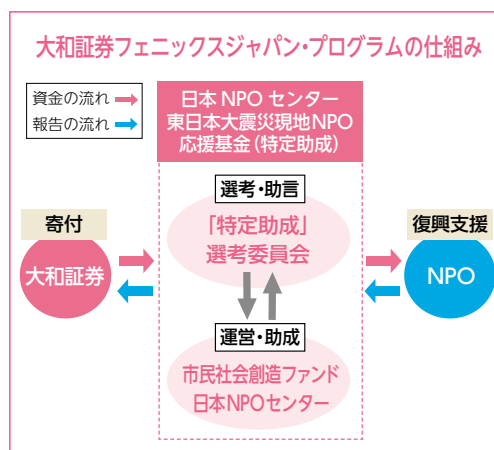 大和証券フェニックスジャパン・プログラムの仕組み
資金の流れ
報告の流れ
日本 NPO センター
東日本大震災現地NPO
応援基金(特定助成)
選考・助言
「特定助成」
選考委員会
寄付
大和証券
復興支援
NPO
運営・助成
市民社会創造ファンド
日本NPOセンター